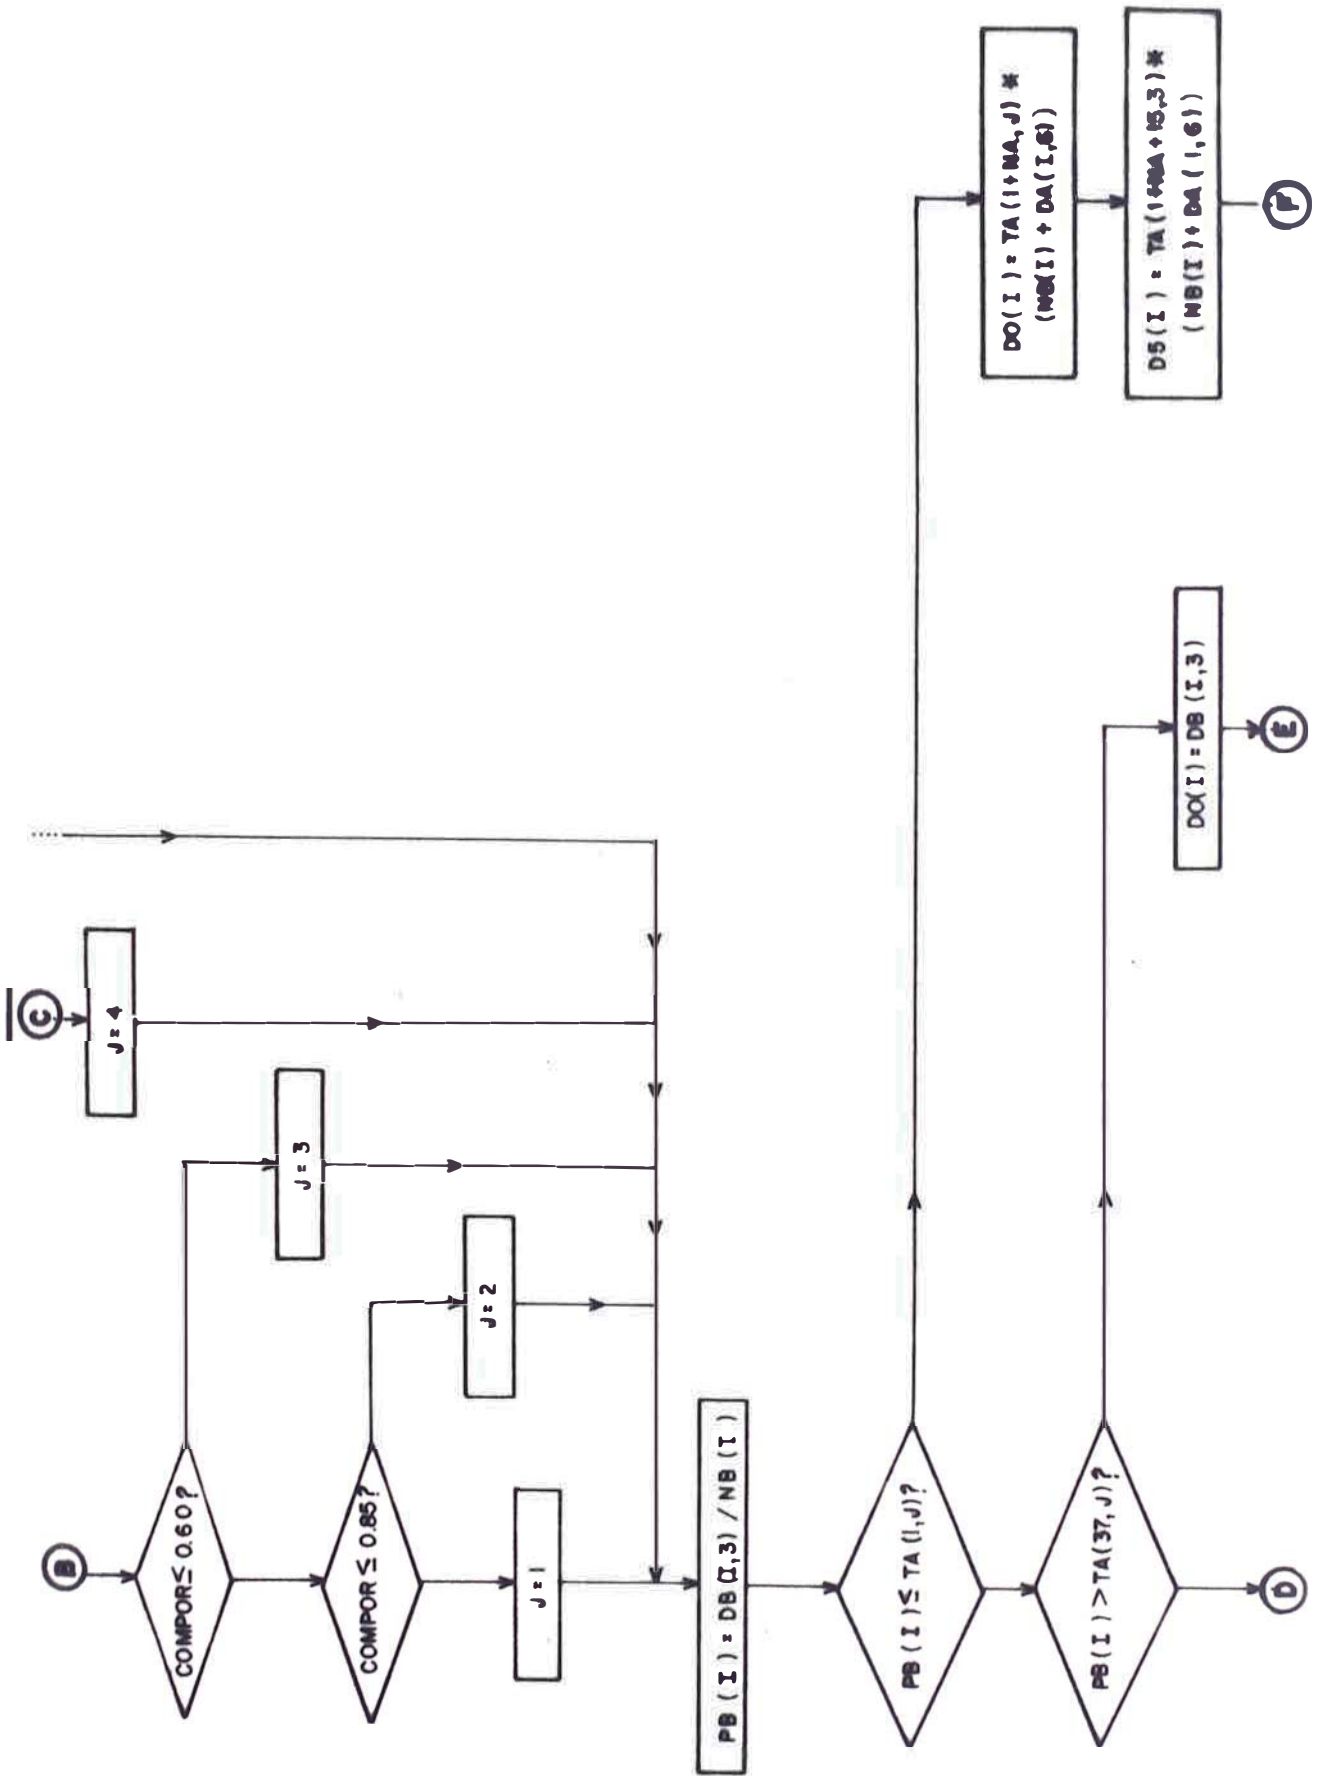 B
COMPOR≤ 0.60?
COMPOR ≤ 0.85?
J=1
J=2
J=3
C
J=4
PB (I) = DB (I,3) / NB (I )
PB (I) ≤ TA (1,J)?
PB(I) > TA(37, J)?
D
DO(I) = DB (I,3)
E
DO(I) = TA (1+NA, J) *
(NB(I) + DA(I,6))
D5(I) = TA(1+NA+15,3)*
(NB(I)+DA(1,6))
F